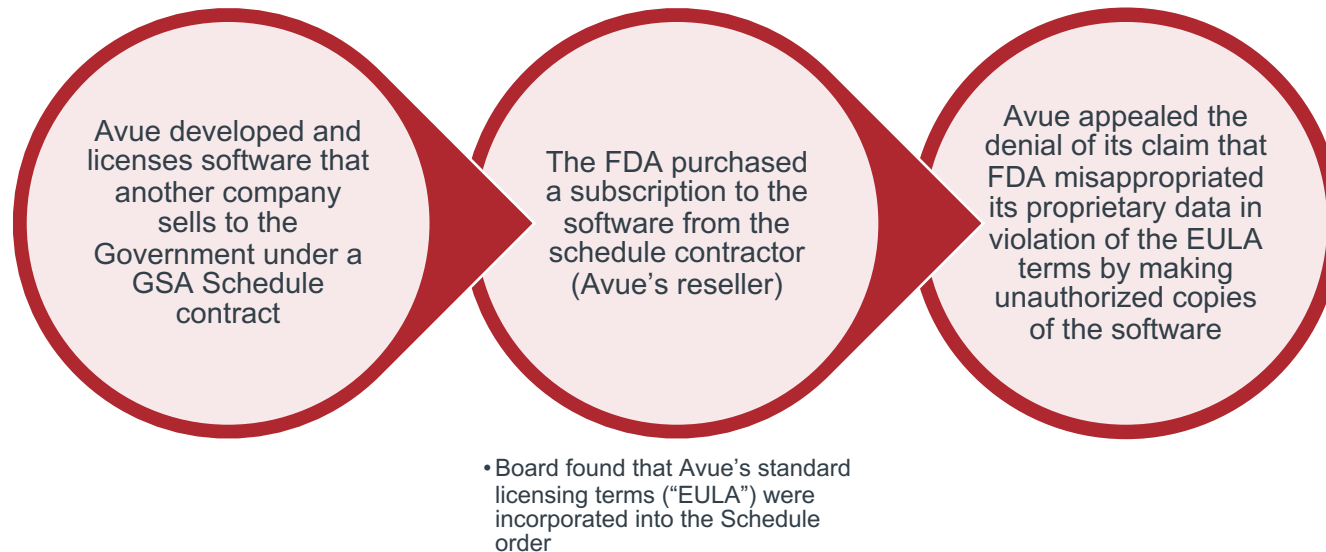 Avue developed and
licenses software that
another company
sells to the
Government under a
GSA Schedule
contract
The FDA purchased
a subscription to the
software from the
schedule contractor
(Avue's reseller)
• Board found that Avue's standard
licensing terms (“EULA”) were
incorporated into the Schedule
order
Avue appealed the
denial of its claim that
FDA misappropriated
its proprietary data in
violation of the EULA
terms by making
unauthorized copies
of the software